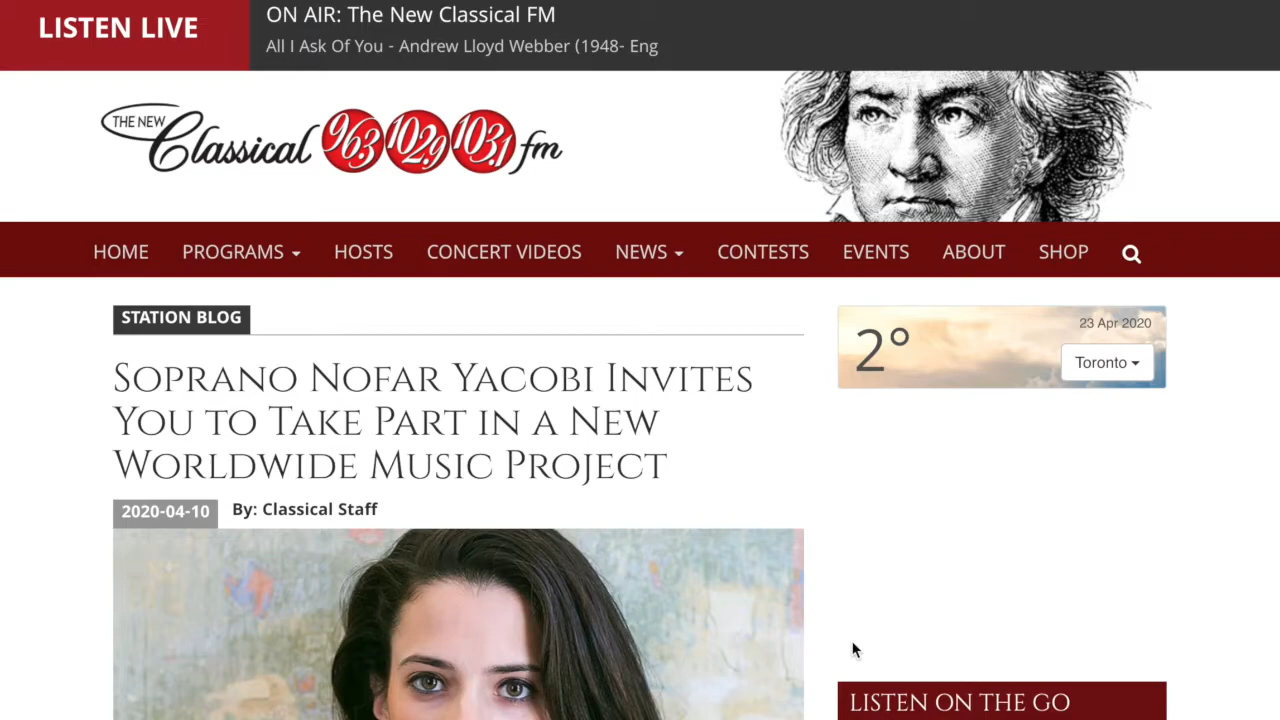 LISTEN LIVE
ON AIR: The New Classical FM
All I Ask Of You - Andrew Lloyd Webber (1948- Eng
THE NEW Classical 96.3 102.9 103.1 fm
HOME PROGRAMS HOSTS CONCERT VIDEOS NEWS CONTESTS EVENTS ABOUT SHOP
STATION BLOG
SOPRANO NOFAR YACOBI INVITES
YOU TO TAKE PART IN A NEW
WORLDWIDE MUSIC PROJECT
2020-04-10 By: Classical Staff
23 Apr 2020
2°
Toronto
LISTEN ON THE GO